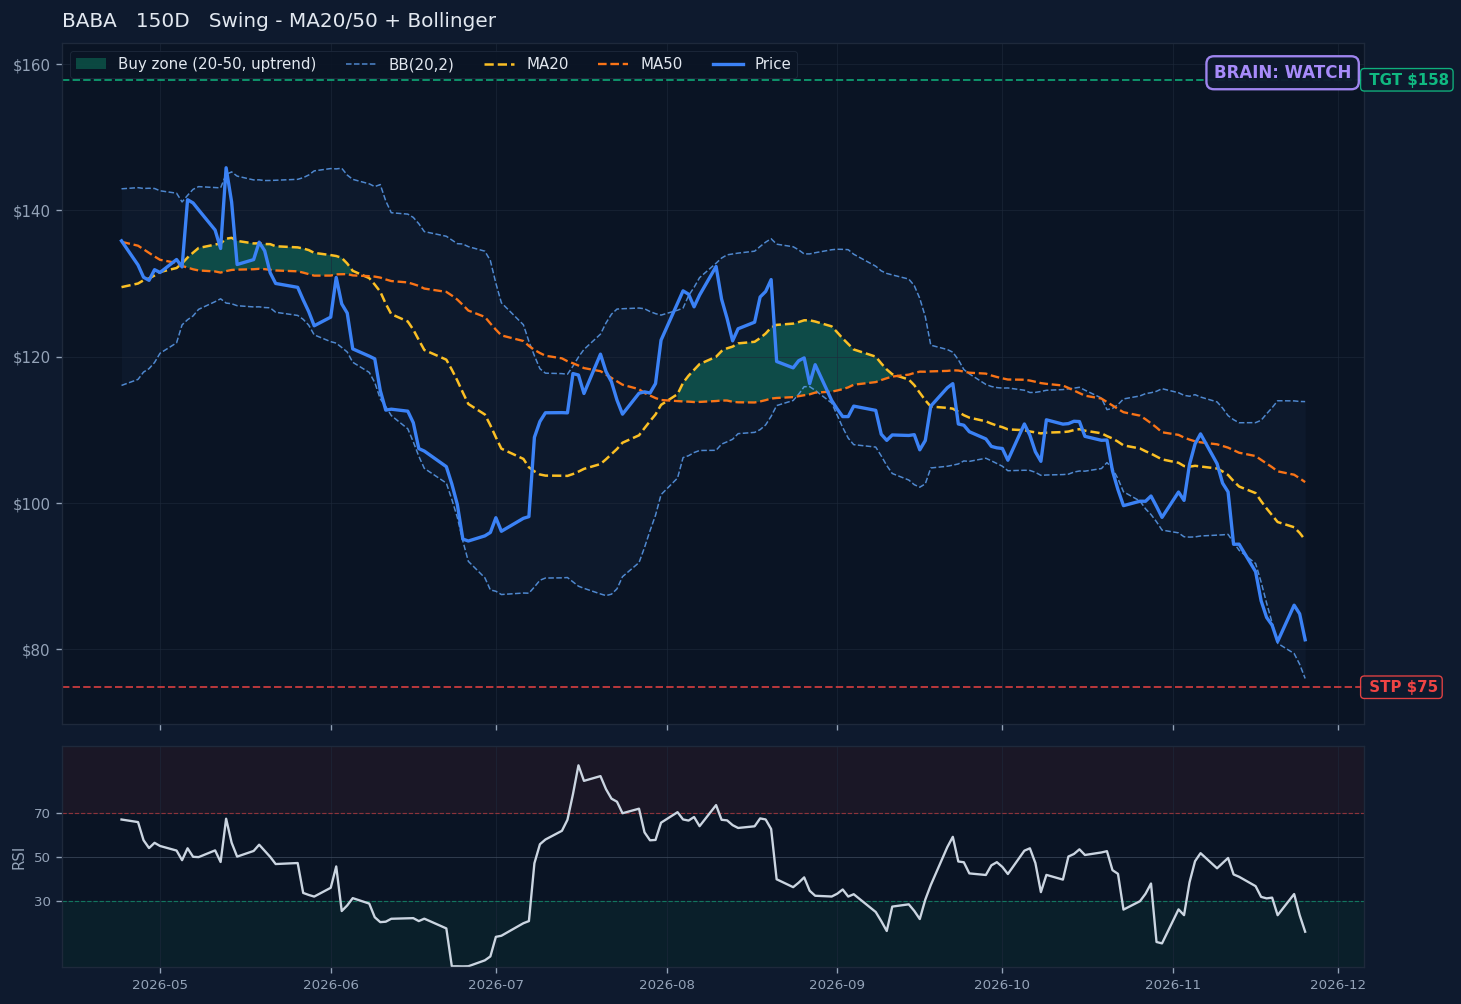 BABA 150D Swing - MA20/50 + Bollinger
Buy zone (20-50, uptrend) BB(20,2) MA20 MA50 Price
BRAIN: WATCH
TGT $158
$160
$140
$120
$100
$80
STP $75
RSI
70
50
30
2026-05 2026-06 2026-07 2026-08 2026-09 2026-10 2026-11 2026-12